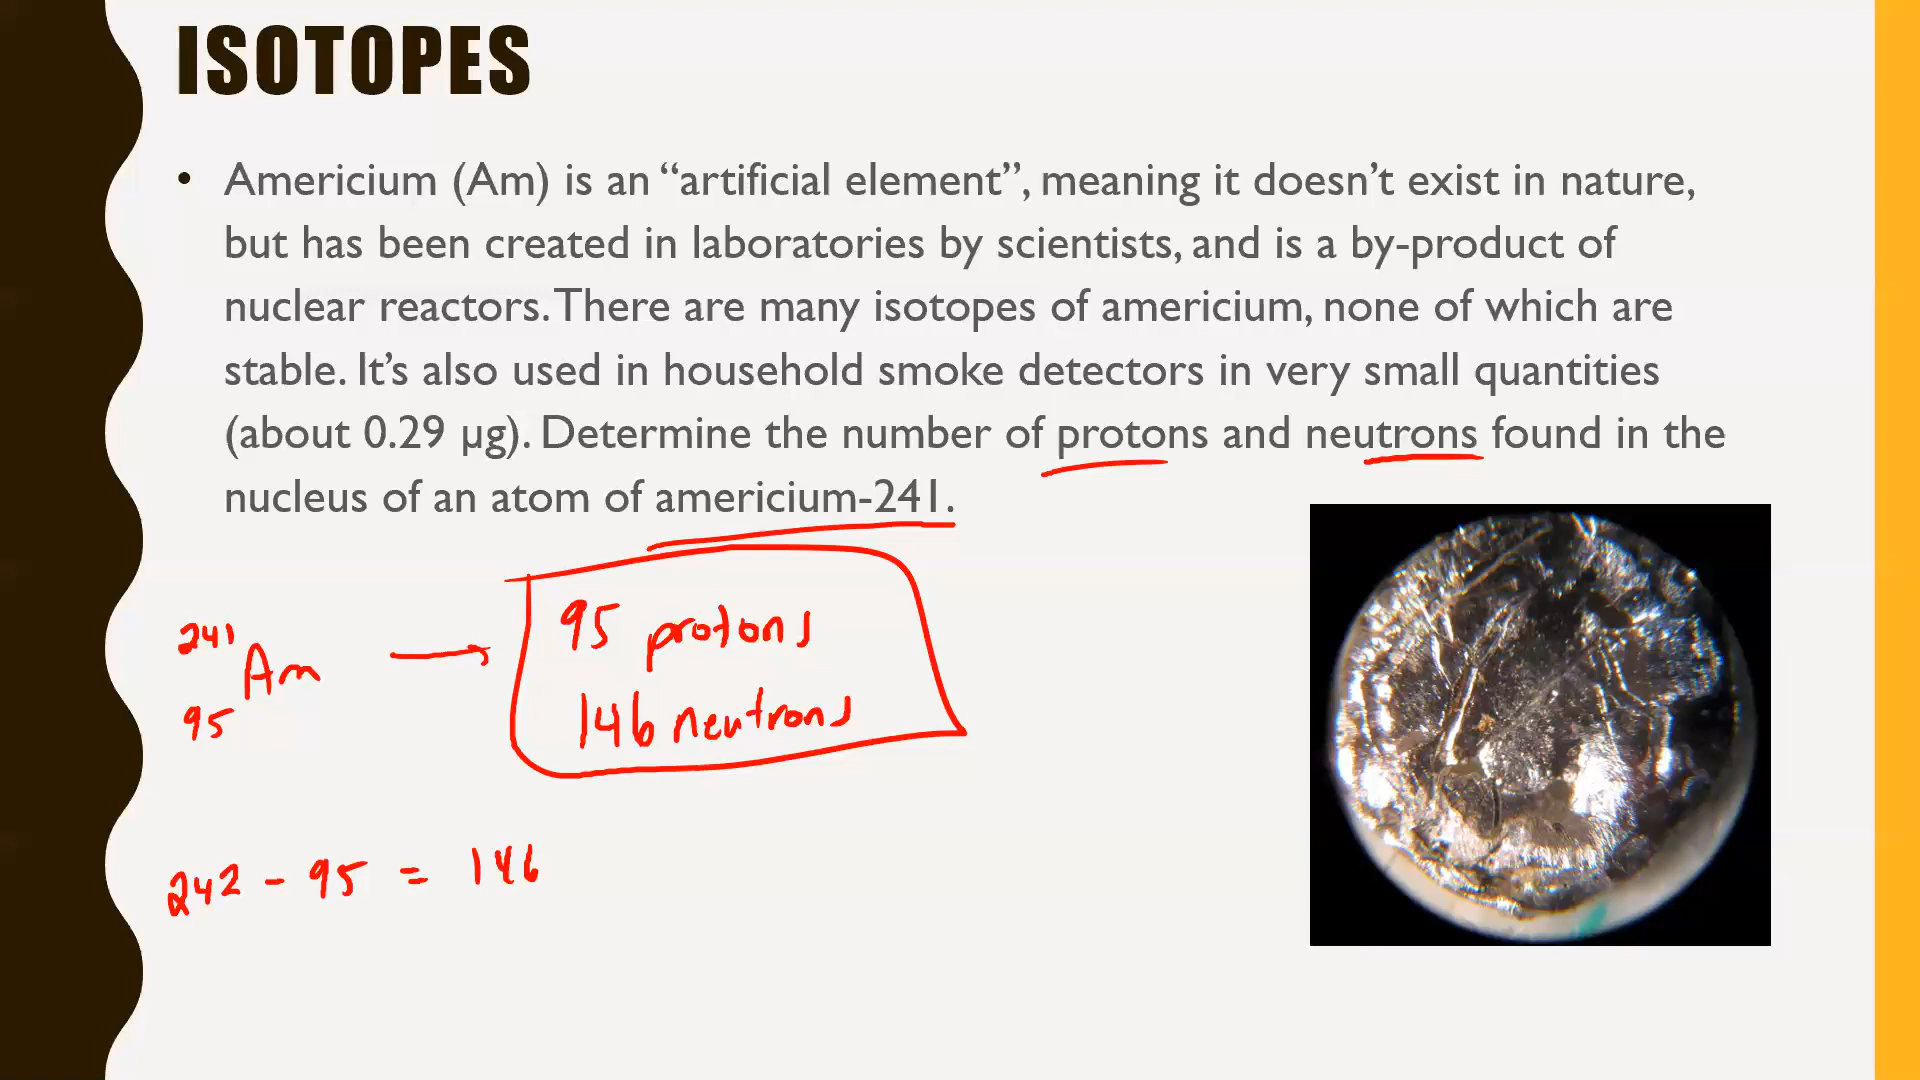 ISOTOPES
• Americium (Am) is an “artificial element”, meaning it doesn’t exist in nature,
but has been created in laboratories by scientists, and is a by-product of
nuclear reactors. There are many isotopes of americium, none of which are
stable. It’s also used in household smoke detectors in very small quantities
(about 0.29 µg). Determine the number of protons and neutrons found in the
nucleus of an atom of americium-241.
241
Am
95
95 protons
146 neutrons
242 - 95 = 146